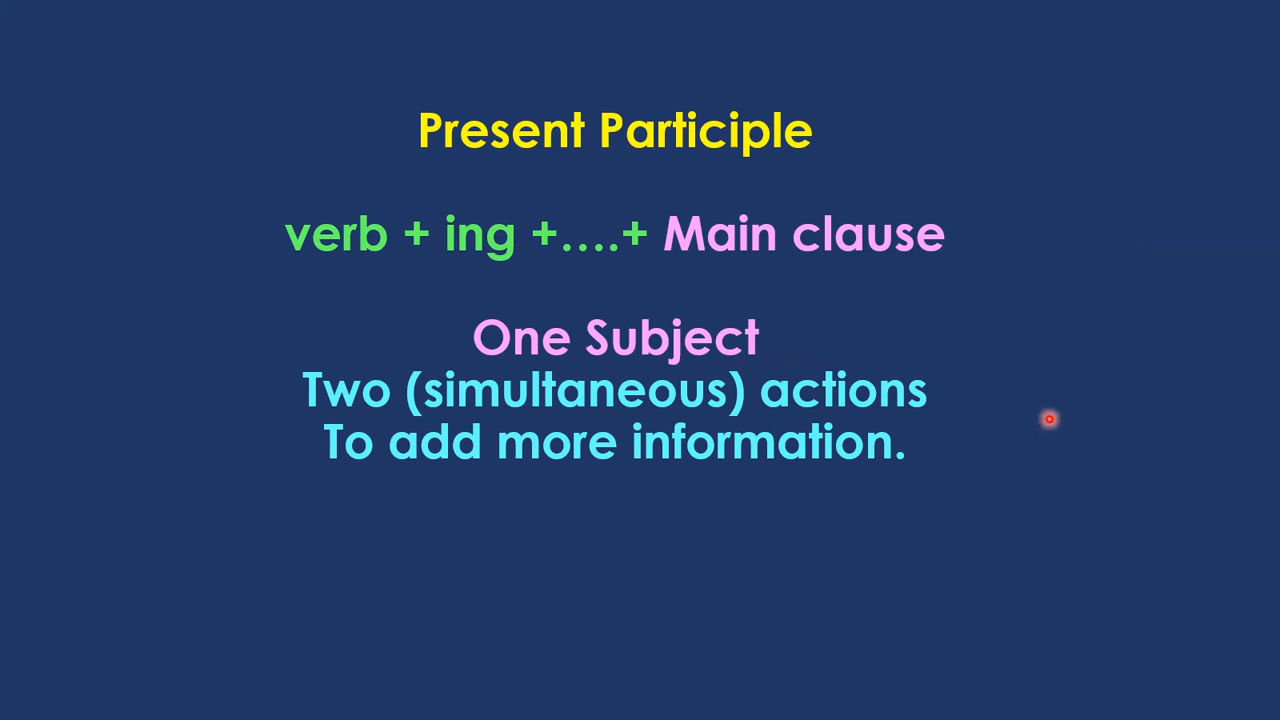 Present Participle
verb + ing +....+ Main clause
One Subject
Two (simultaneous) actions
To add more information.